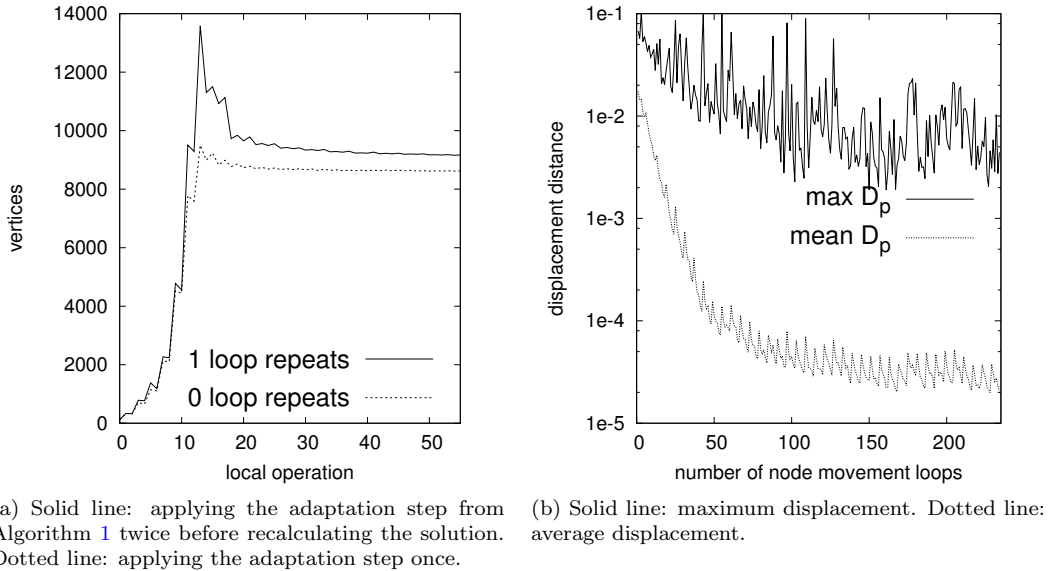 14000
12000
10000
8000
6000
4000
2000
0
vertices
1 loop repeats
0 loop repeats
0 10 20 30 40 50
local operation
1e-1
1e-2
1e-3
1e-4
1e-5
displacement distance
max D_p
mean D_p
0 50 100 150 200
number of node movement loops
a) Solid line: applying the adaptation step from
Algorithm 1 twice before recalculating the solution.
Dotted line: applying the adaptation step once.
(b) Solid line: maximum displacement. Dotted line:
average displacement.